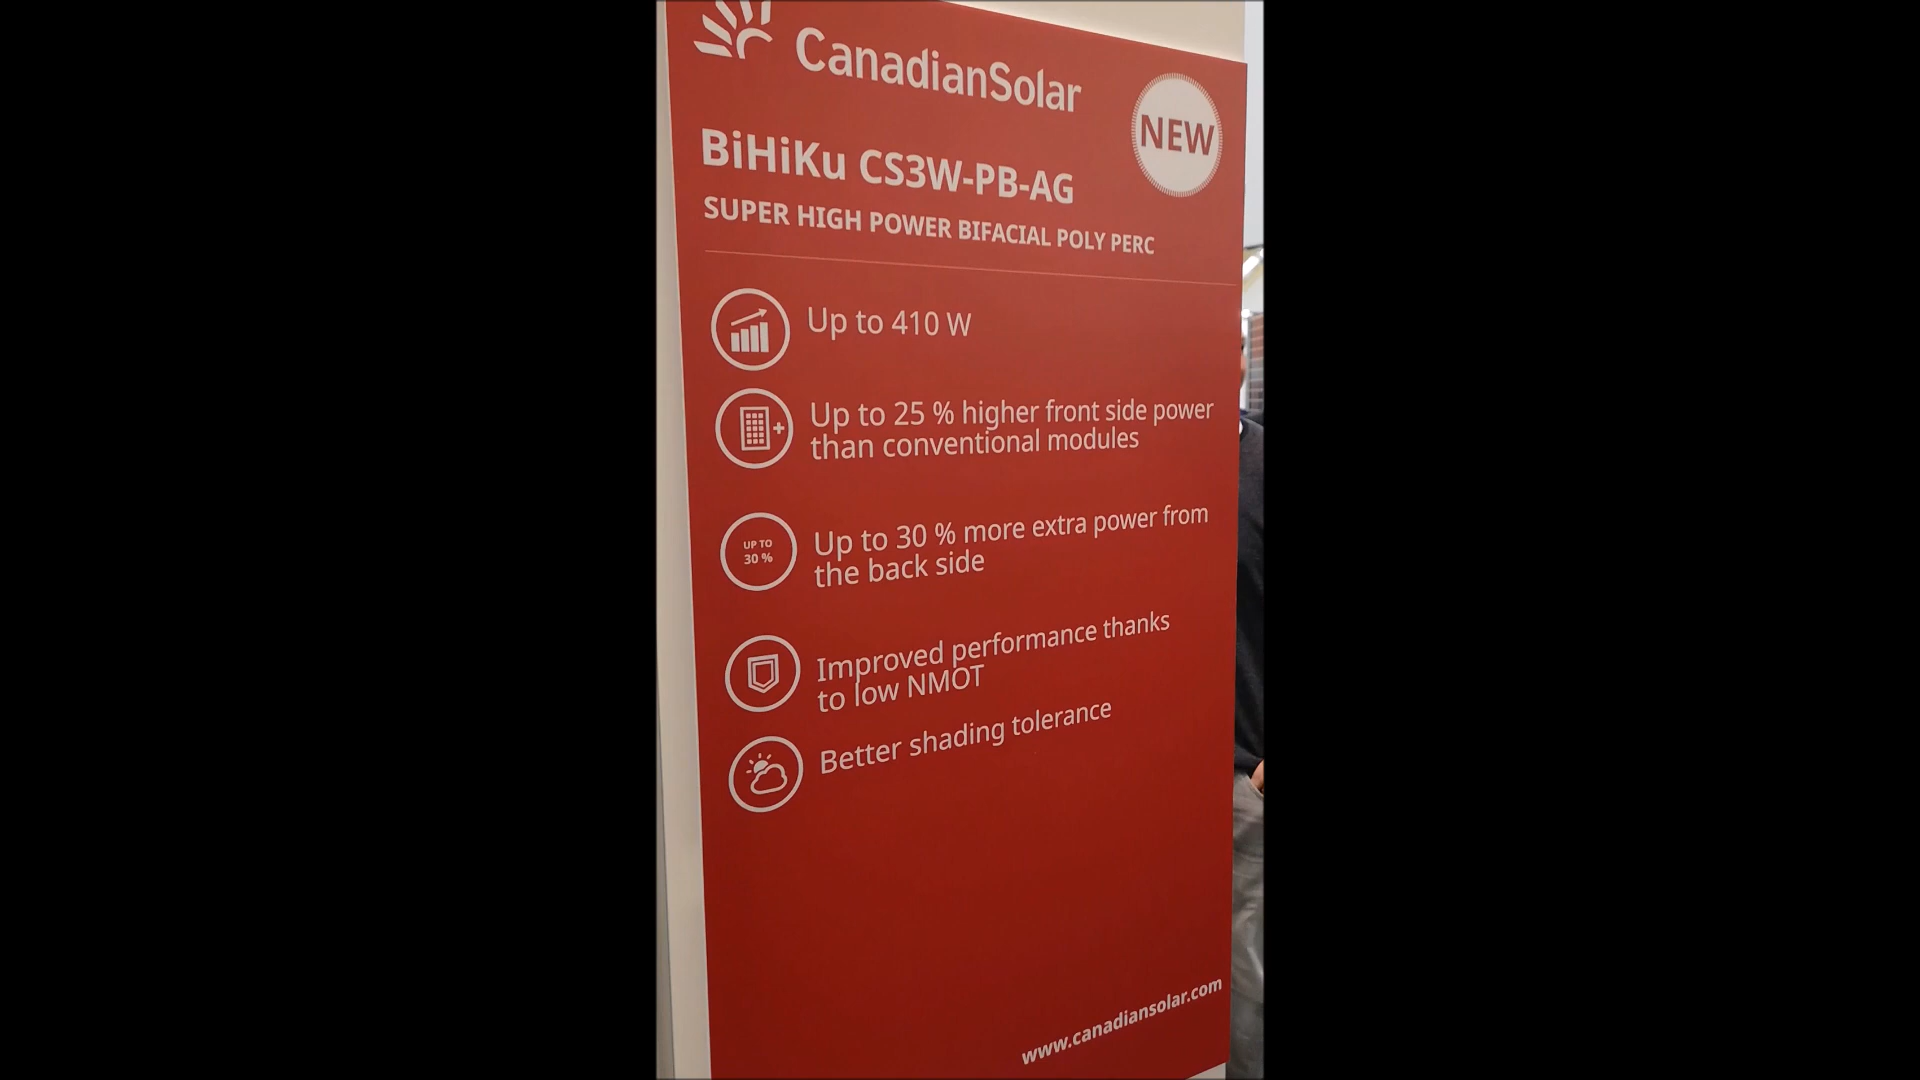 CanadianSolar
NEW
BiHiKu CS3W-PB-AG
SUPER HIGH POWER BIFACIAL POLY PERC
Up to 410 W
Up to 25 % higher front side power
than conventional modules
UP TO
30 %
Up to 30 % more extra power from
the back side
Improved performance thanks
to low NMOT
Better shading tolerance
www.canadiansolar.com